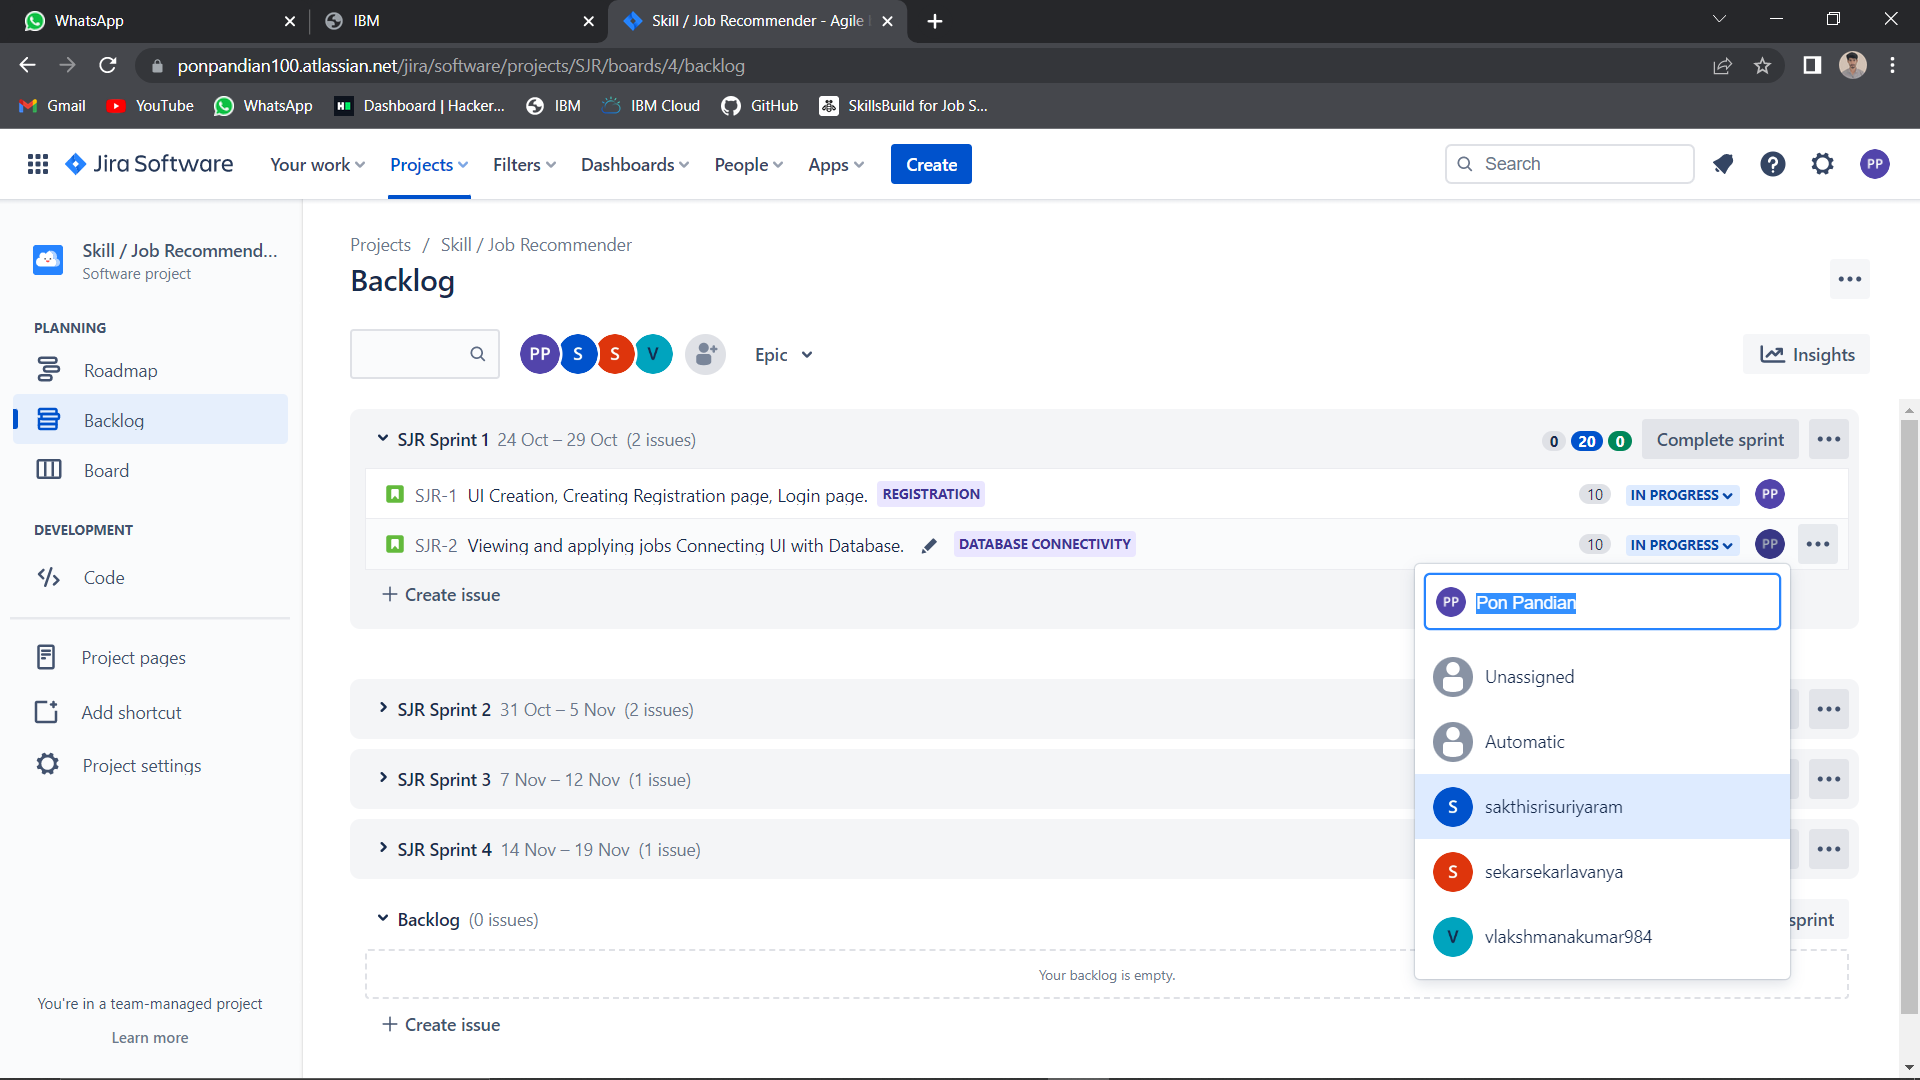 WhatsApp
IBM
Skill / Job Recommender - Agile
ponpandian100.atlassian.net/jira/software/projects/SJR/boards/4/backlog
Gmail
YouTube
WhatsApp
Dashboard | Hacker...
IBM
IBM Cloud
GitHub
SkillsBuild for Job S...
Jira Software
Your work
Projects
Filters
Dashboards
People
Apps
Create
Search
PP
Skill / Job Recommend...
Software project
PLANNING
Roadmap
Backlog
Board
DEVELOPMENT
Code
Project pages
Add shortcut
Project settings
You're in a team-managed project
Learn more
Projects / Skill / Job Recommender
Backlog
PP S S V
Epic
Insights
SJR Sprint 1 24 Oct – 29 Oct (2 issues)
0 20 0
Complete sprint
SJR-1 UI Creation, Creating Registration page, Login page. REGISTRATION 10 IN PROGRESS PP
SJR-2 Viewing and applying jobs Connecting UI with Database. DATABASE CONNECTIVITY 10 IN PROGRESS PP
+ Create issue
PP Pon Pandian
Unassigned
Automatic
S sakthisrisuriyaram
S sekarsekarlavanya
V vlakshmanakumar984
SJR Sprint 2 31 Oct – 5 Nov (2 issues)
SJR Sprint 3 7 Nov – 12 Nov (1 issue)
SJR Sprint 4 14 Nov – 19 Nov (1 issue)
Backlog (0 issues)
sprint
Your backlog is empty.
+ Create issue